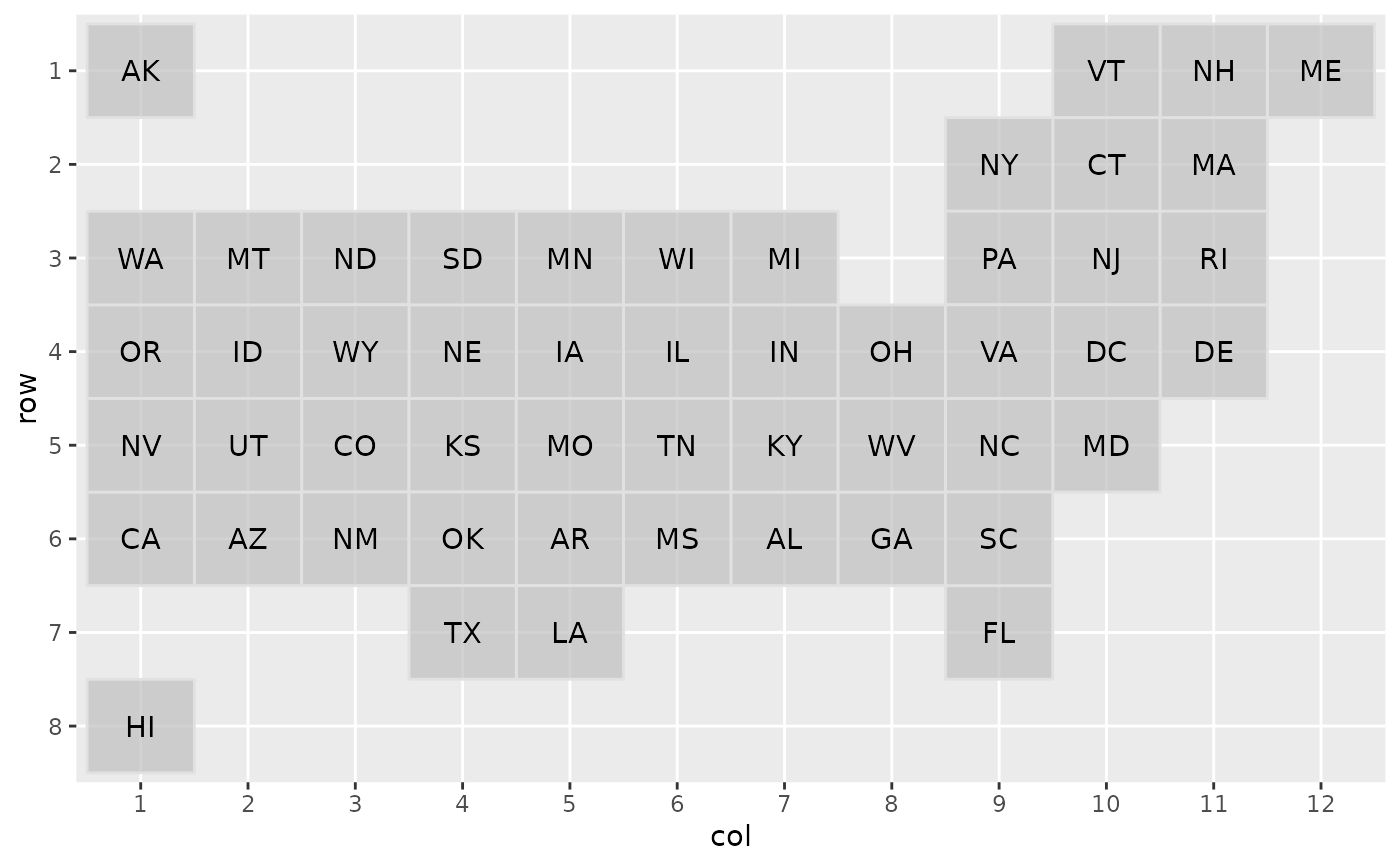 AK VT NH ME
1
NY CT MA
2
WA MT ND SD MN WI MI PA NJ RI
3
OR ID WY NE IA IL IN OH VA DC DE
4
row
NV UT CO KS MO TN KY WV NC MD
5
CA AZ NM OK AR MS AL GA SC
6
TX LA FL
7
HI
8
1 2 3 4 5 6 7 8 9 10 11 12
col